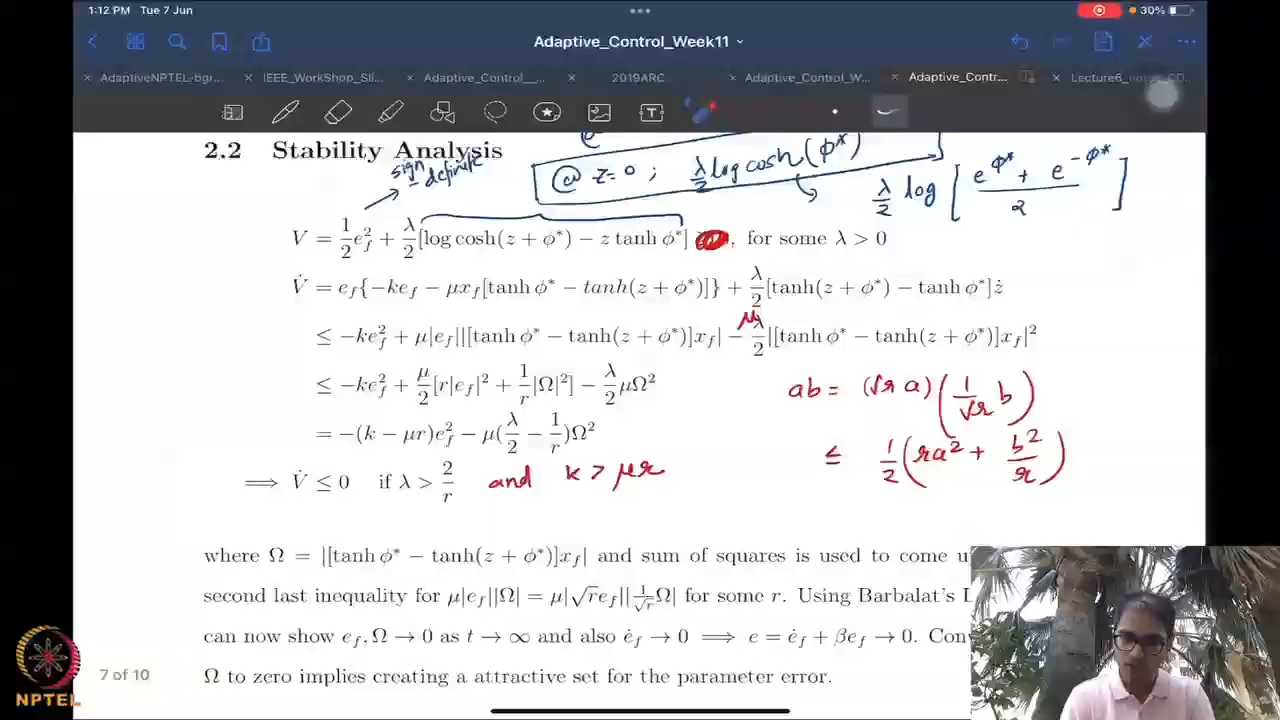 1:12 PM Tue 7 Jun
30%
Adaptive_Control_Week11
AdaptiveNPTEL-bgr...
IEEE_WorkShop_Sli...
Adaptive_Control__...
2019ARC
Adaptive_Control_W...
Adaptive_Contr...
Lecture6_notes_CD...
2.2 Stability Analysis
sign - definite
@ z=0 ; λ/2 log cosh(ϕ*)
λ/2 log [ (e^ϕ* + e^-ϕ*) / 2 ]
V = 1/2 e_f^2 + λ/2 [log cosh(z + ϕ*) − z tanh ϕ*] , for some λ > 0
V̇ = e_f{−ke_f − μx_f[tanh ϕ* − tanh(z + ϕ*)]} + λ/2 [tanh(z + ϕ*) − tanh ϕ*]ż
≤ −ke_f^2 + μ|e_f||[tanh ϕ* − tanh(z + ϕ*)]x_f| − μ λ/2 |[tanh ϕ* − tanh(z + ϕ*)]x_f|^2
≤ −ke_f^2 + μ/2 [r|e_f|^2 + 1/r |Ω|^2] − λ/2 μΩ^2
ab = (√r a)(1/√r b)
= −(k − μr)e_f^2 − μ(λ/2 − 1/r)Ω^2
≤ 1/2 (ra^2 + b^2/r)
⟹ V̇ ≤ 0 if λ > 2/r and k > μr
where Ω = |[tanh ϕ* − tanh(z + ϕ*)]x_f| and sum of squares is used to come u
second last inequality for μ|e_f||Ω| = μ|√r e_f||1/√r Ω| for some r. Using Barbalat's L
can now show e_f, Ω → 0 as t → ∞ and also ė_f → 0 ⟹ e = ė_f + βe_f → 0. Con
Ω to zero implies creating a attractive set for the parameter error.
7 of 10
NPTEL